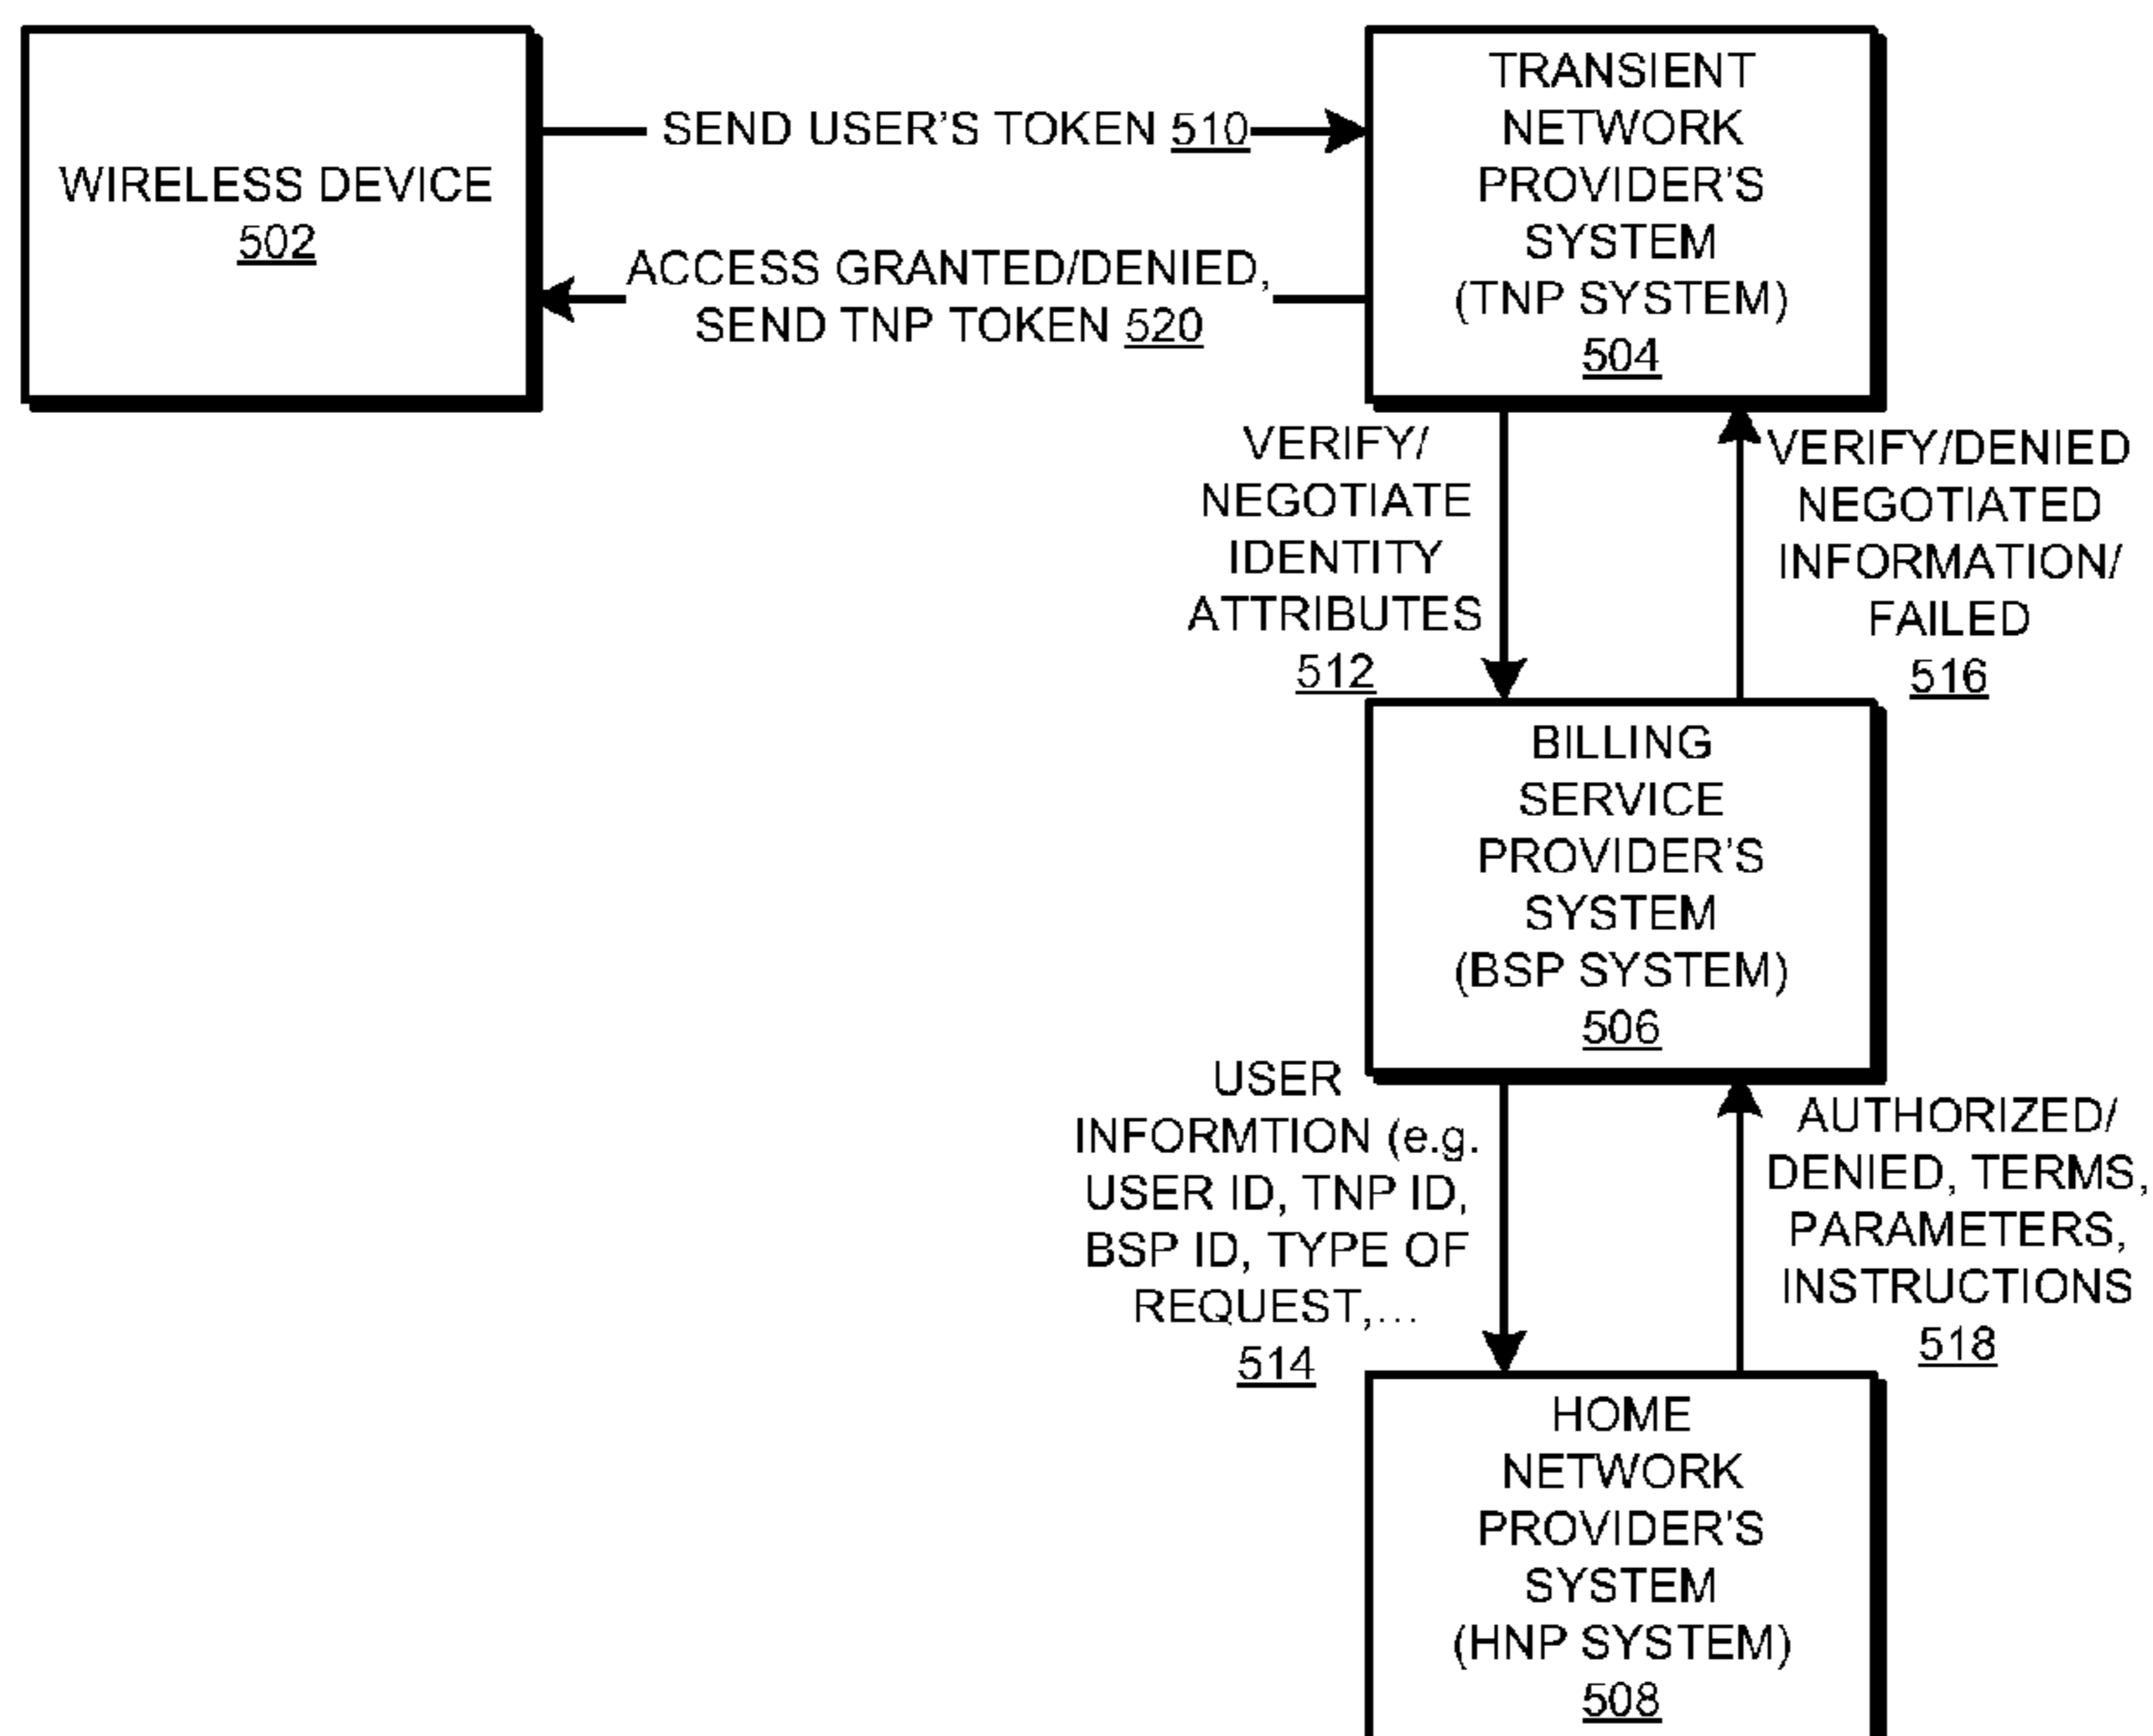 WIRELESS DEVICE
502
SEND USER'S TOKEN 510
ACCESS GRANTED/DENIED,
SEND TNP TOKEN 520
TRANSIENT
NETWORK
PROVIDER'S
SYSTEM
(TNP SYSTEM)
504
VERIFY/
NEGOTIATE
IDENTITY
ATTRIBUTES
512
VERIFY/DENIED
NEGOTIATED
INFORMATION/
FAILED
516
BILLING
SERVICE
PROVIDER'S
SYSTEM
(BSP SYSTEM)
506
USER
INFORMTION (e.g.
USER ID, TNP ID,
BSP ID, TYPE OF
REQUEST,...
514
AUTHORIZED/
DENIED, TERMS,
PARAMETERS,
INSTRUCTIONS
518
HOME
NETWORK
PROVIDER'S
SYSTEM
(HNP SYSTEM)
508